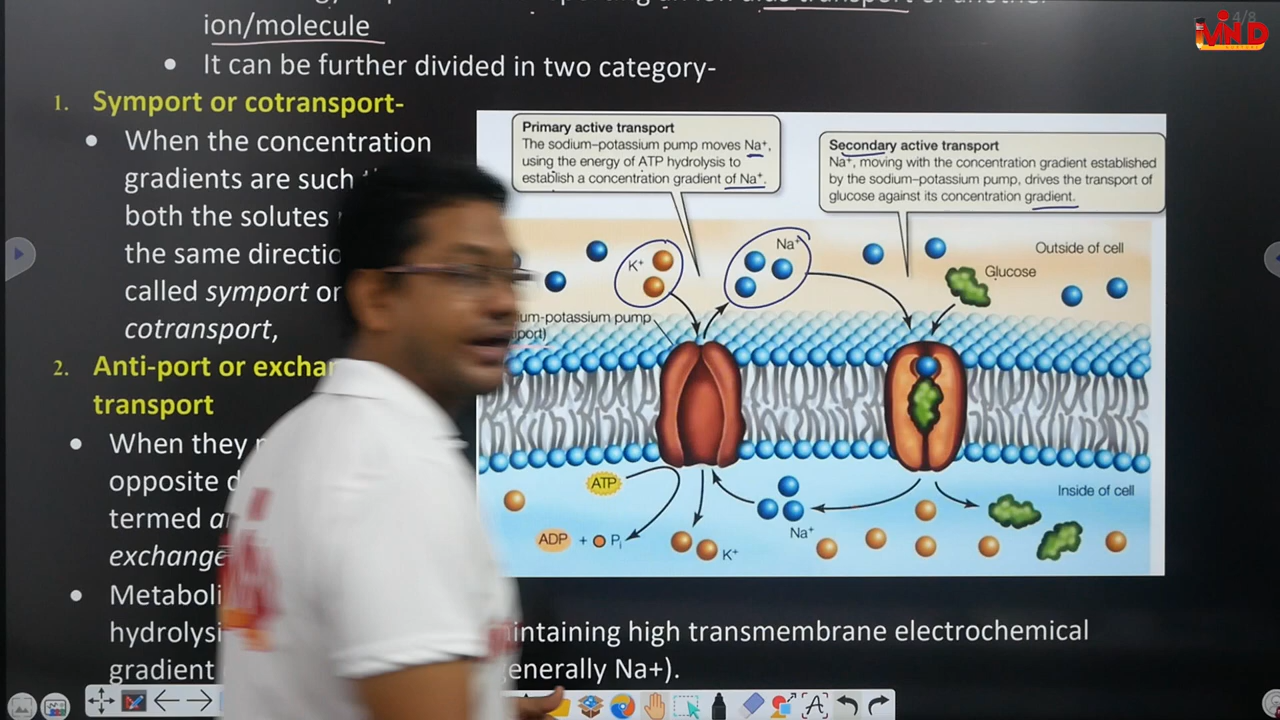 ion/molecule
It can be further divided in two category-
1. Symport or cotransport-
When the concentration
gradients are such
both the solutes
the same
called symport or
cotransport,
2. Anti-port or
transport
When they
opposite
termed
exchange
gradient
intaining high transmembrane electrochemical
enerally Na+).
Primary active transport
The sodium–potassium pump moves Na⁺,
using the energy of ATP hydrolysis to
establish a concentration gradient of Na⁺.
Secondary active transport
Na⁺, moving with the concentration gradient established
by the sodium–potassium pump, drives the transport of
glucose against its concentration gradient.
Outside of cell
Na⁺
K⁺
Glucose
um-potassium pump
port)
ATP
Inside of cell
Na⁺
ADP + Pi
K⁺
4/8
MIND